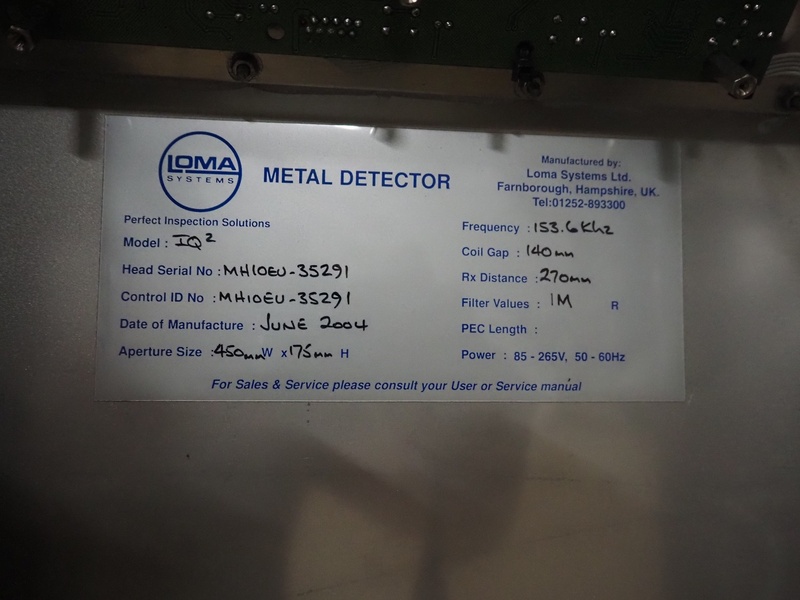 LOMA
SYSTEMS
METAL DETECTOR
Manufactured by:
Loma Systems Ltd.
Farnborough, Hampshire, UK.
Tel:01252-893300
Perfect Inspection Solutions
Model : IQ²
Head Serial No : MH10EU-35291
Control ID No : MH10EU-35291
Date of Manufacture : JUNE 2004
Aperture Size : 450mm W x 175mm H
Frequency : 153.6Khz
Coil Gap : 140mm
Rx Distance : 270mm
Filter Values : 1M R
PEC Length :
Power : 85 - 265V, 50 - 60Hz
For Sales & Service please consult your User or Service manual